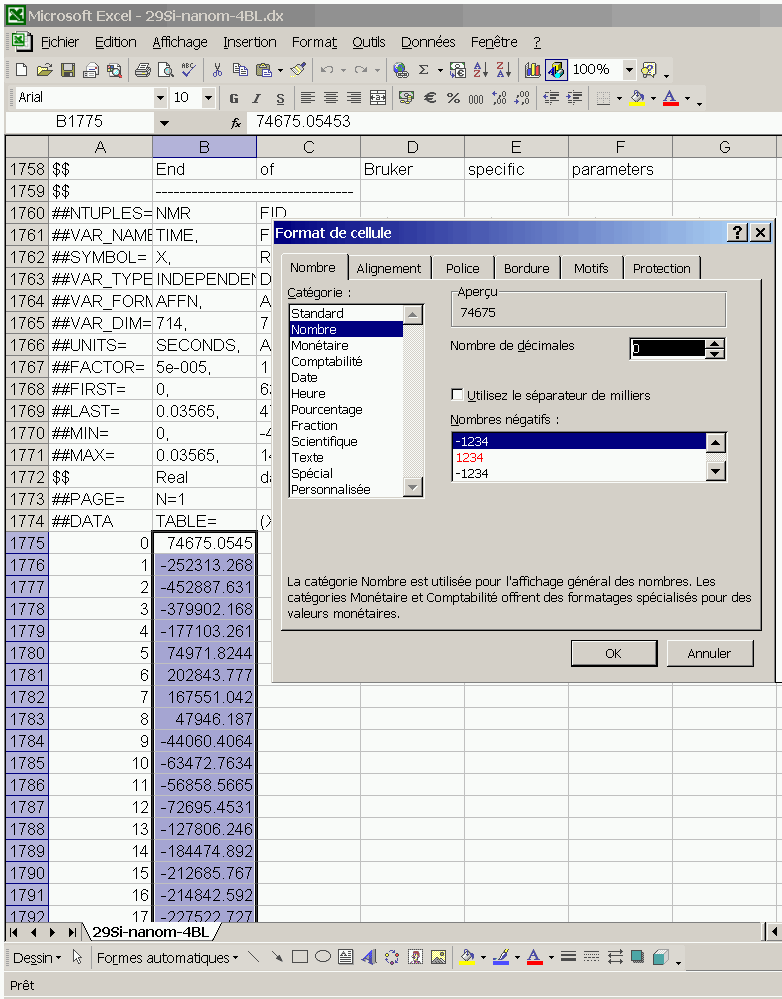 Microsoft Excel - 29Si-nanom-4BL.dx
Fichier Edition Affichage Insertion Format Outils Données Fenêtre ?
100%
Arial 10 G I S € % 000
B1775 fx 74675.05453
A B C D E F G
1758 $$ End of Bruker specific parameters
1759 $$ --------------------------------
1760 ##NTUPLES= NMR FID
1761 ##VAR_NAME TIME, F
1762 ##SYMBOL= X, R
1763 ##VAR_TYPE INDEPENDEN D
1764 ##VAR_FORM AFFN, A
1765 ##VAR_DIM= 714, 7
1766 ##UNITS= SECONDS, A
1767 ##FACTOR= 5e-005, 1
1768 ##FIRST= 0, 63
1769 ##LAST= 0.03565, 47
1770 ##MIN= 0, -4
1771 ##MAX= 0.03565, 14
1772 $$ Real da
1773 ##PAGE= N=1
1774 ##DATA TABLE= (X
1775 0 74675.0545
1776 1 -252313.268
1777 2 -452887.631
1778 3 -379902.168
1779 4 -177103.261
1780 5 74971.8244
1781 6 202843.777
1782 7 167551.042
1783 8 47946.187
1784 9 -44060.4064
1785 10 -63472.7634
1786 11 -56858.5665
1787 12 -72695.4531
1788 13 -127806.246
1789 14 -184474.892
1790 15 -212685.767
1791 16 -214842.592
1792 17 -227522.727
Format de cellule
Nombre Alignement Police Bordure Motifs Protection
Catégorie :
Standard
Nombre
Monétaire
Comptabilité
Date
Heure
Pourcentage
Fraction
Scientifique
Texte
Spécial
Personnalisée
Aperçu
74675
Nombre de décimales 0
Utilisez le séparateur de milliers
Nombres négatifs :
-1234
1234
-1234
La catégorie Nombre est utilisée pour l'affichage général des nombres. Les
catégories Monétaire et Comptabilité offrent des formatages spécialisés pour des
valeurs monétaires.
OK Annuler
29Si-nanom-4BL
Dessin Formes automatiques
Prêt